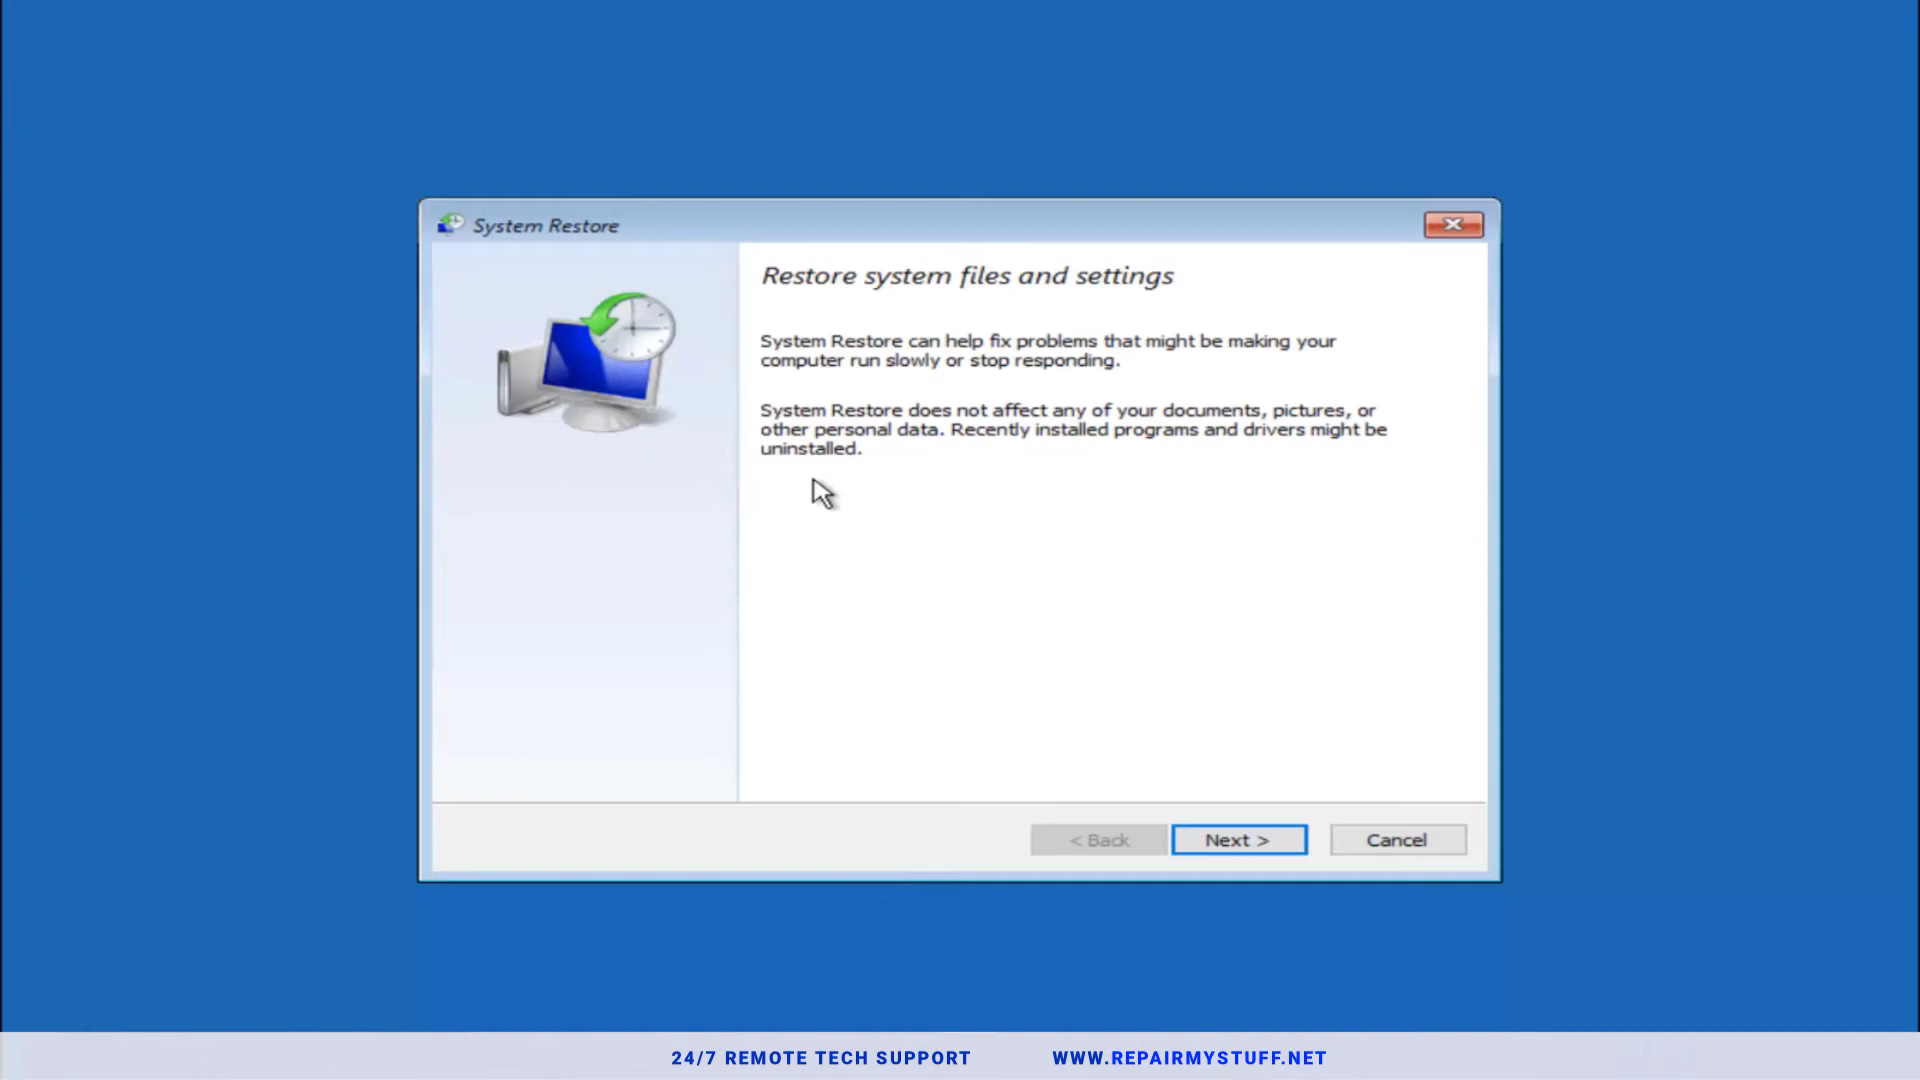 System Restore
Restore system files and settings
System Restore can help fix problems that might be making your
computer run slowly or stop responding.
System Restore does not affect any of your documents, pictures, or
other personal data. Recently installed programs and drivers might be
uninstalled.
< Back Next > Cancel
24/7 REMOTE TECH SUPPORT WWW.REPAIRMYSTUFF.NET